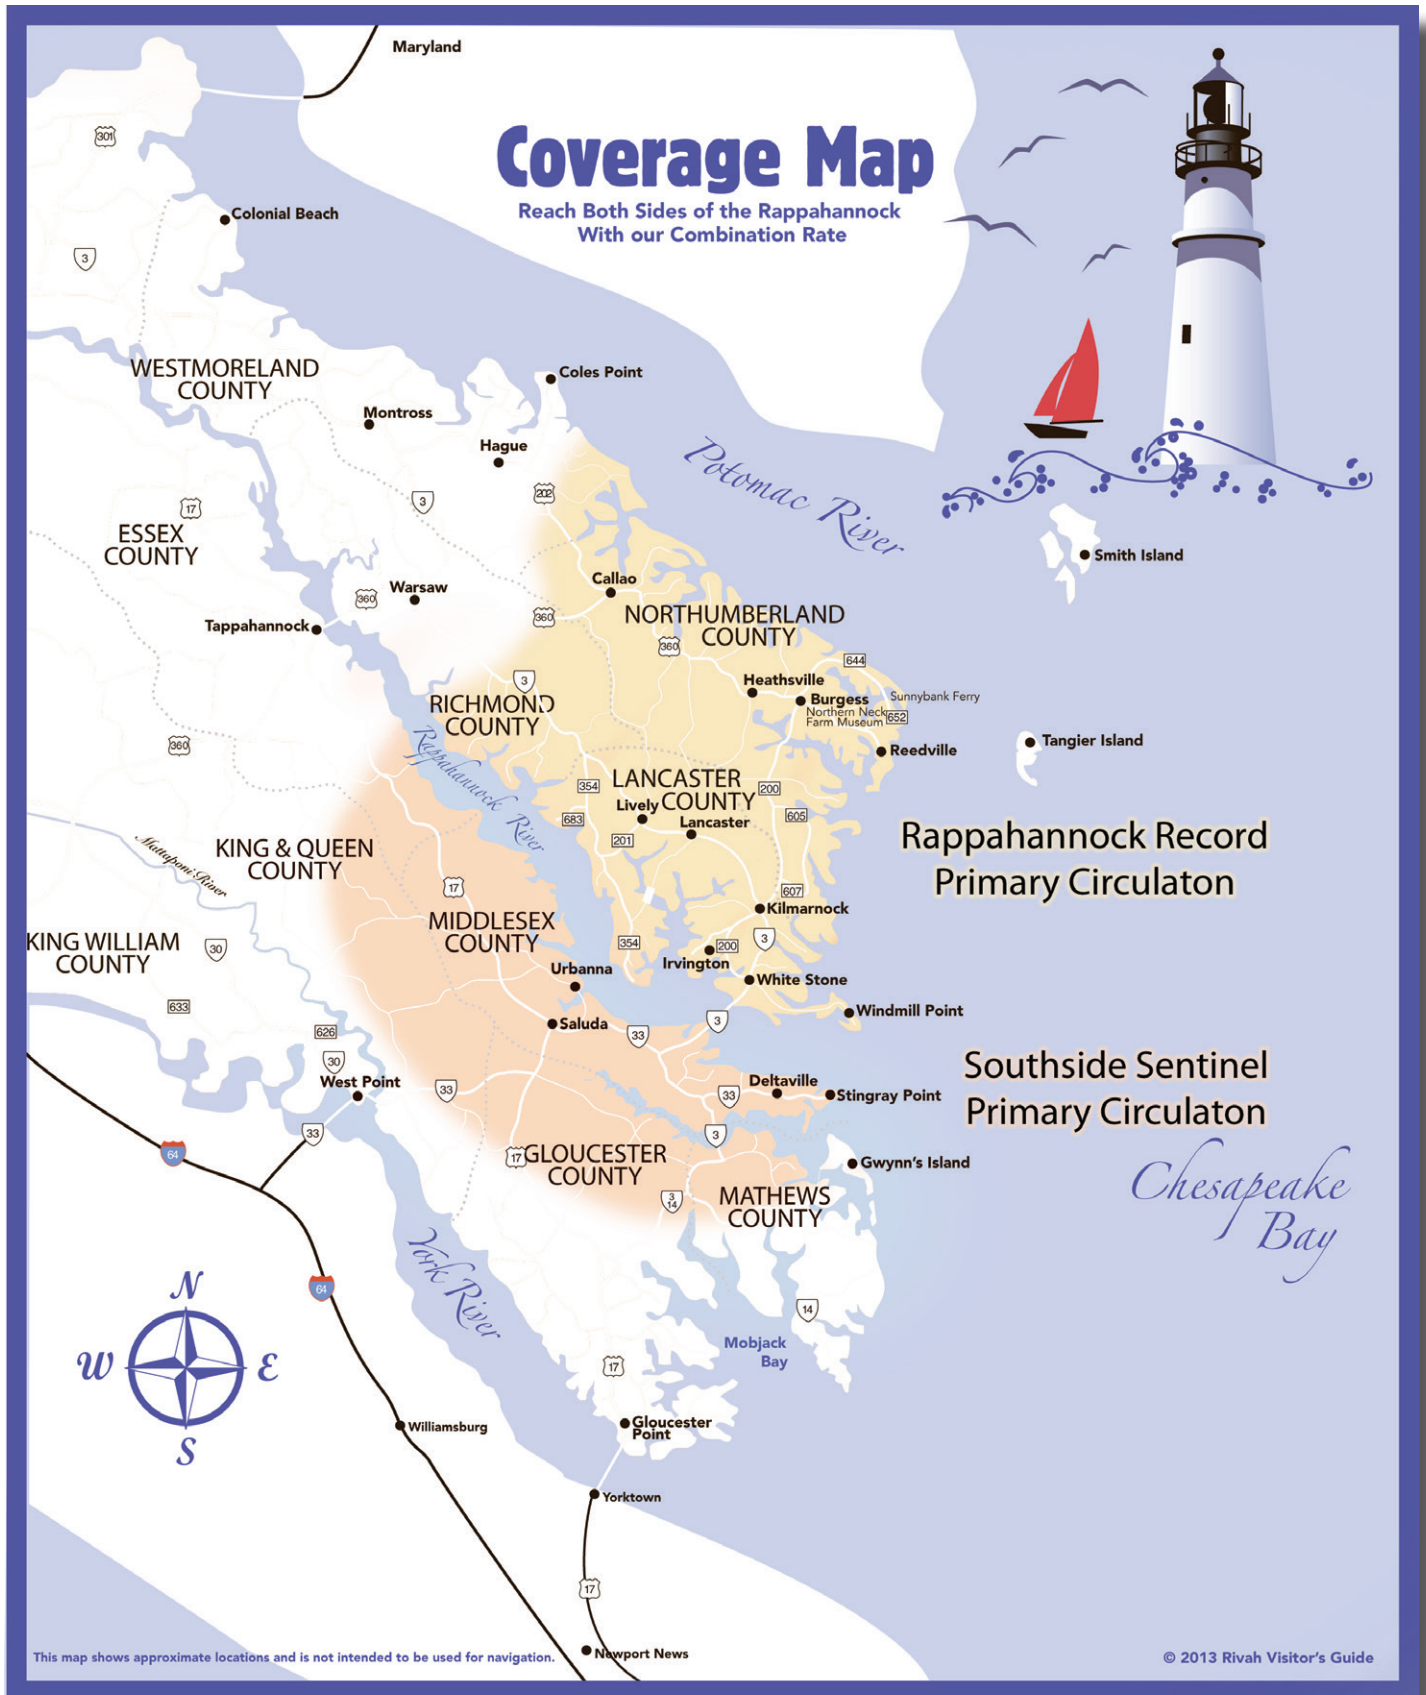 Maryland
Coverage Map
Reach Both Sides of the Rappahannock
With our Combination Rate
301
Colonial Beach
3
WESTMORELAND
COUNTY
Coles Point
Montross
Hague
Potomac River
202
3
17
ESSEX
COUNTY
Smith Island
Callao
Warsaw
360
NORTHUMBERLAND
COUNTY
360
Tappahannock
360
644
3
Heathsville
Burgess
Northern Neck
Farm Museum
Sunnybank Ferry
652
RICHMOND
COUNTY
Rappahannock River
360
Reedville
Tangier Island
LANCASTER
COUNTY
354
200
Lively
683
Lancaster
605
201
Rappahannock Record
Primary Circulaton
Mattaponi River
KING & QUEEN
COUNTY
17
607
Kilmarnock
MIDDLESEX
COUNTY
354
200
3
Irvington
KING WILLIAM
COUNTY
30
Urbanna
White Stone
633
Windmill Point
Saluda
33
3
626
30
Southside Sentinel
Primary Circulaton
West Point
33
Deltaville
33
Stingray Point
33
3
64
17
GLOUCESTER
COUNTY
Gwynn's Island
3
14
MATHEWS
COUNTY
Chesapeake
Bay
York River
64
N
W
E
S
14
Mobjack
Bay
17
Gloucester
Point
Williamsburg
Yorktown
17
Newport News
This map shows approximate locations and is not intended to be used for navigation.
© 2013 Rivah Visitor's Guide